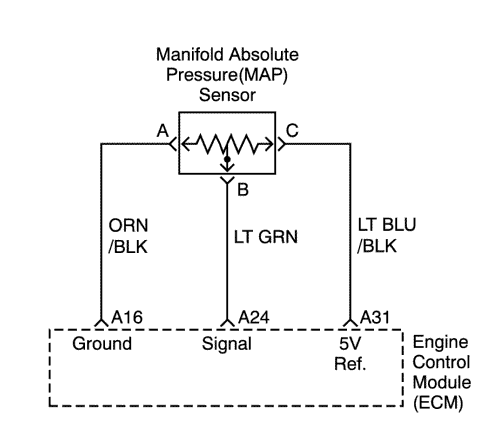 Manifold Absolute
Pressure(MAP)
Sensor
A
C
B
ORN
/BLK
LT GRN
LT BLU
/BLK
A16
A24
A31
Ground
Signal
5V
Ref.
Engine
Control
Module
(ECM)